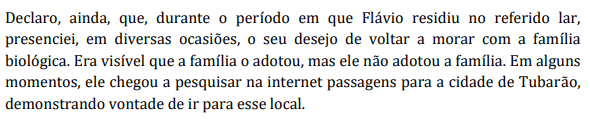 Declaro, ainda, que, durante o período em que Flávio residiu no referido lar,
presenciei, em diversas ocasiões, o seu desejo de voltar a morar com a família
biológica. Era visível que a família o adotou, mas ele não adotou a família. Em alguns
momentos, ele chegou a pesquisar na internet passagens para a cidade de Tubarão,
demonstrando vontade de ir para esse local.